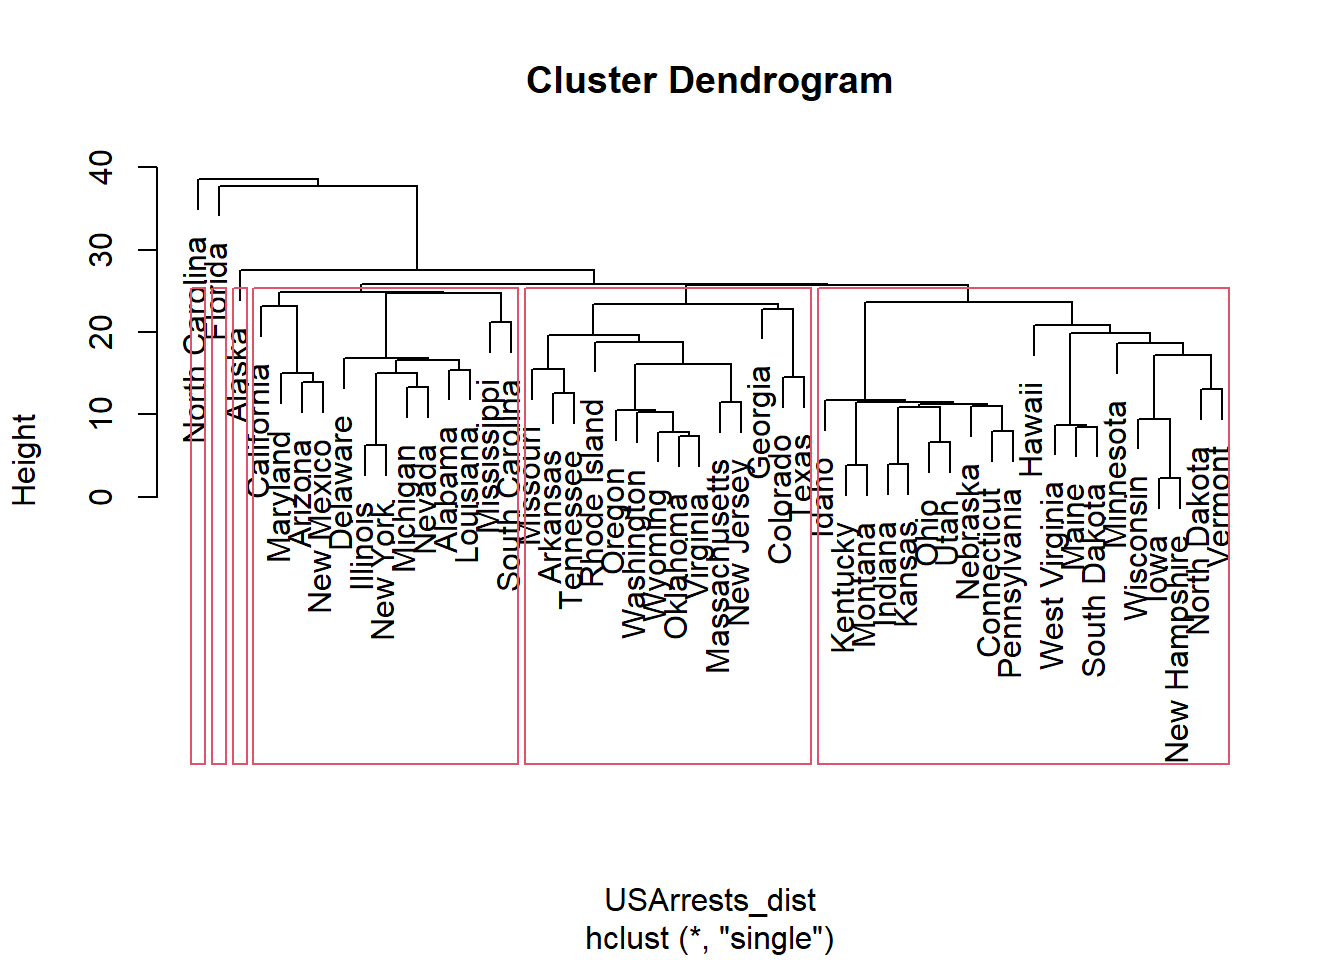 Cluster Dendrogram
Height
40
30
20
10
0
North Carolina
Florida
Alaska
California
Maryland
Arizona
New Mexico
Delaware
Illinois
New York
Michigan
Nevada
Alabama
Louisiana
Mississippi
South Carolina
Missouri
Arkansas
Tennessee
Rhode Island
Oregon
Washington
Wyoming
Oklahoma
Virginia
Massachusetts
New Jersey
Georgia
Colorado
Texas
Idaho
Kentucky
Montana
Indiana
Kansas
Ohio
Utah
Nebraska
Connecticut
Pennsylvania
Hawaii
West Virginia
Maine
South Dakota
Minnesota
Wisconsin
Iowa
New Hampshire
North Dakota
Vermont
USArrests_dist
hclust (*, "single")